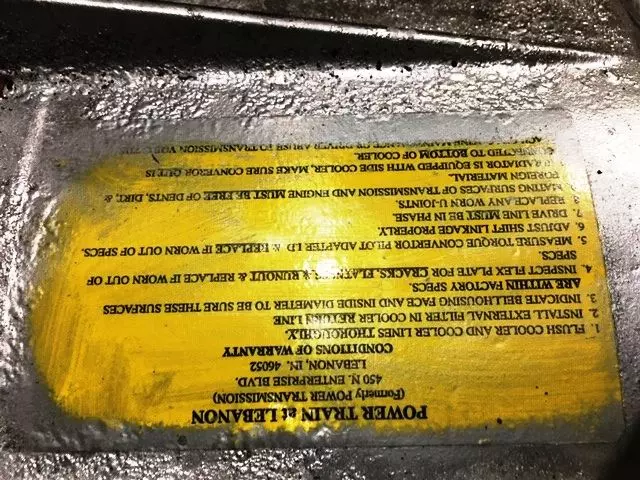 POWER TRAIN at LEBANON
(Formerly POWER TRANSMISSION)
450 N. ENTERPRISE BLVD.
LEBANON, IN. 46052
CONDITIONS OF WARRANTY
1. FLUSH COOLER AND COOLER LINES THOROUGHLY.
2. INSTALL EXTERNAL FILTER IN COOLER RETURN LINE
3. INDICATE BELLHOUSING FACE AND INSIDE DIAMETER TO BE SURE THESE SURFACES
ARE WITHIN FACTORY SPECS.
4. INSPECT FLEX PLATE FOR CRACKS, FLATNESS & RUNOUT & REPLACE IF WORN OUT OF
SPECS.
5. MEASURE TORQUE CONVERTOR PILOT ADAPTER I.D & REPLACE IF WORN OUT OF SPECS.
6. ADJUST SHIFT LINKAGE PROPERLY.
7. DRIVE LINE MUST BE IN PHASE.
8. REPLACE ANY WORN U-JOINTS.
MATING SURFACES OF TRANSMISSION AND ENGINE MUST BE FREE OF DENTS, DIRT, &
FOREIGN MATERIAL.
RADIATOR IS EQUIPPED WITH SIDE COOLER, MAKE SURE CONVERTOR OUT IS
CONNECTED TO BOTTOM OF COOLER.
OR DRIVER ABUSE TO TRANSMISSION